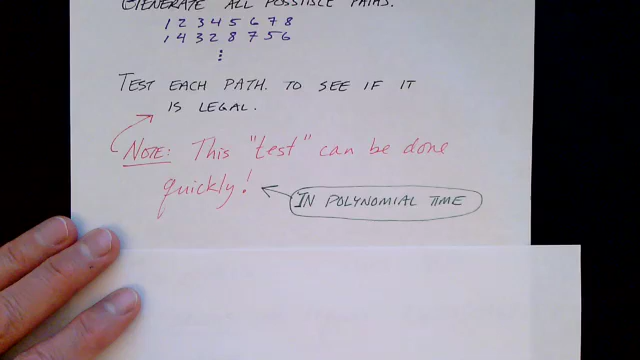 GENERATE ALL POSSIBLE PATHS.
1 2 3 4 5 6 7 8
1 4 3 2 8 7 5 6
⋮
TEST EACH PATH TO SEE IF IT
IS LEGAL.
NOTE: This "test" can be done
quickly!
IN POLYNOMIAL TIME